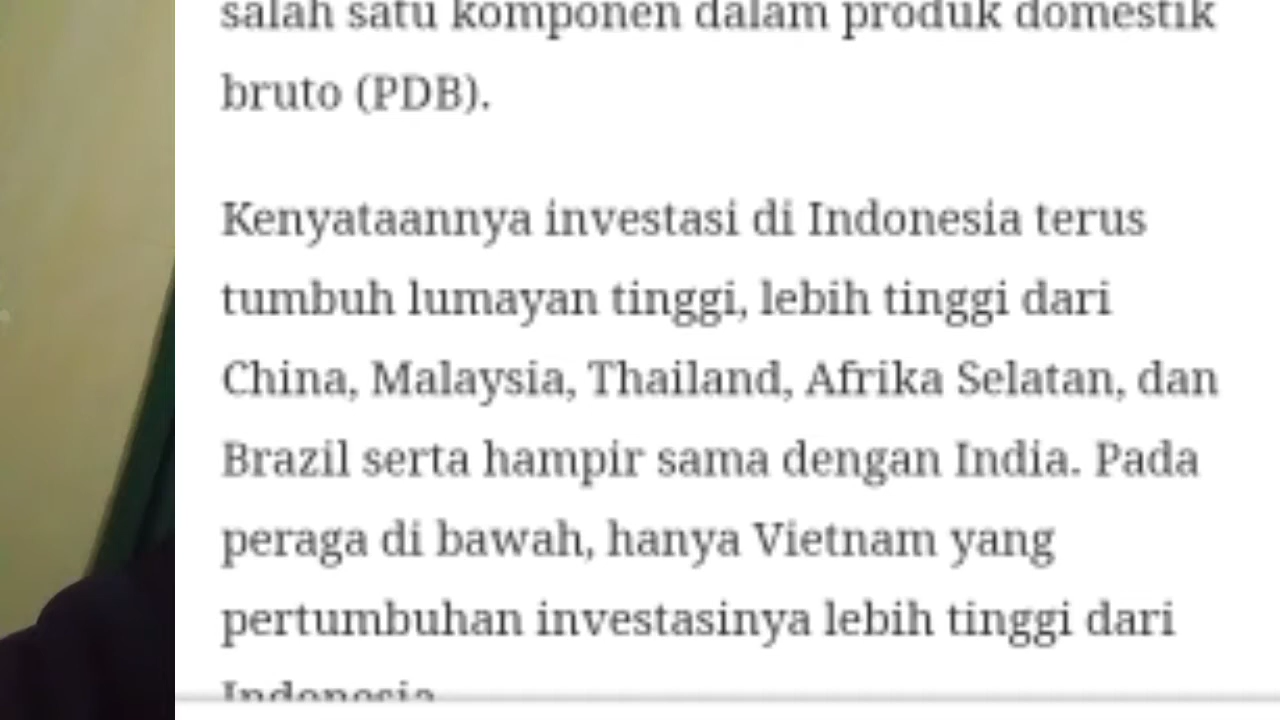 salah satu komponen dalam produk domestik
bruto (PDB).
Kenyataannya investasi di Indonesia terus
tumbuh lumayan tinggi, lebih tinggi dari
China, Malaysia, Thailand, Afrika Selatan, dan
Brazil serta hampir sama dengan India. Pada
peraga di bawah, hanya Vietnam yang
pertumbuhan investasinya lebih tinggi dari
Indonesia